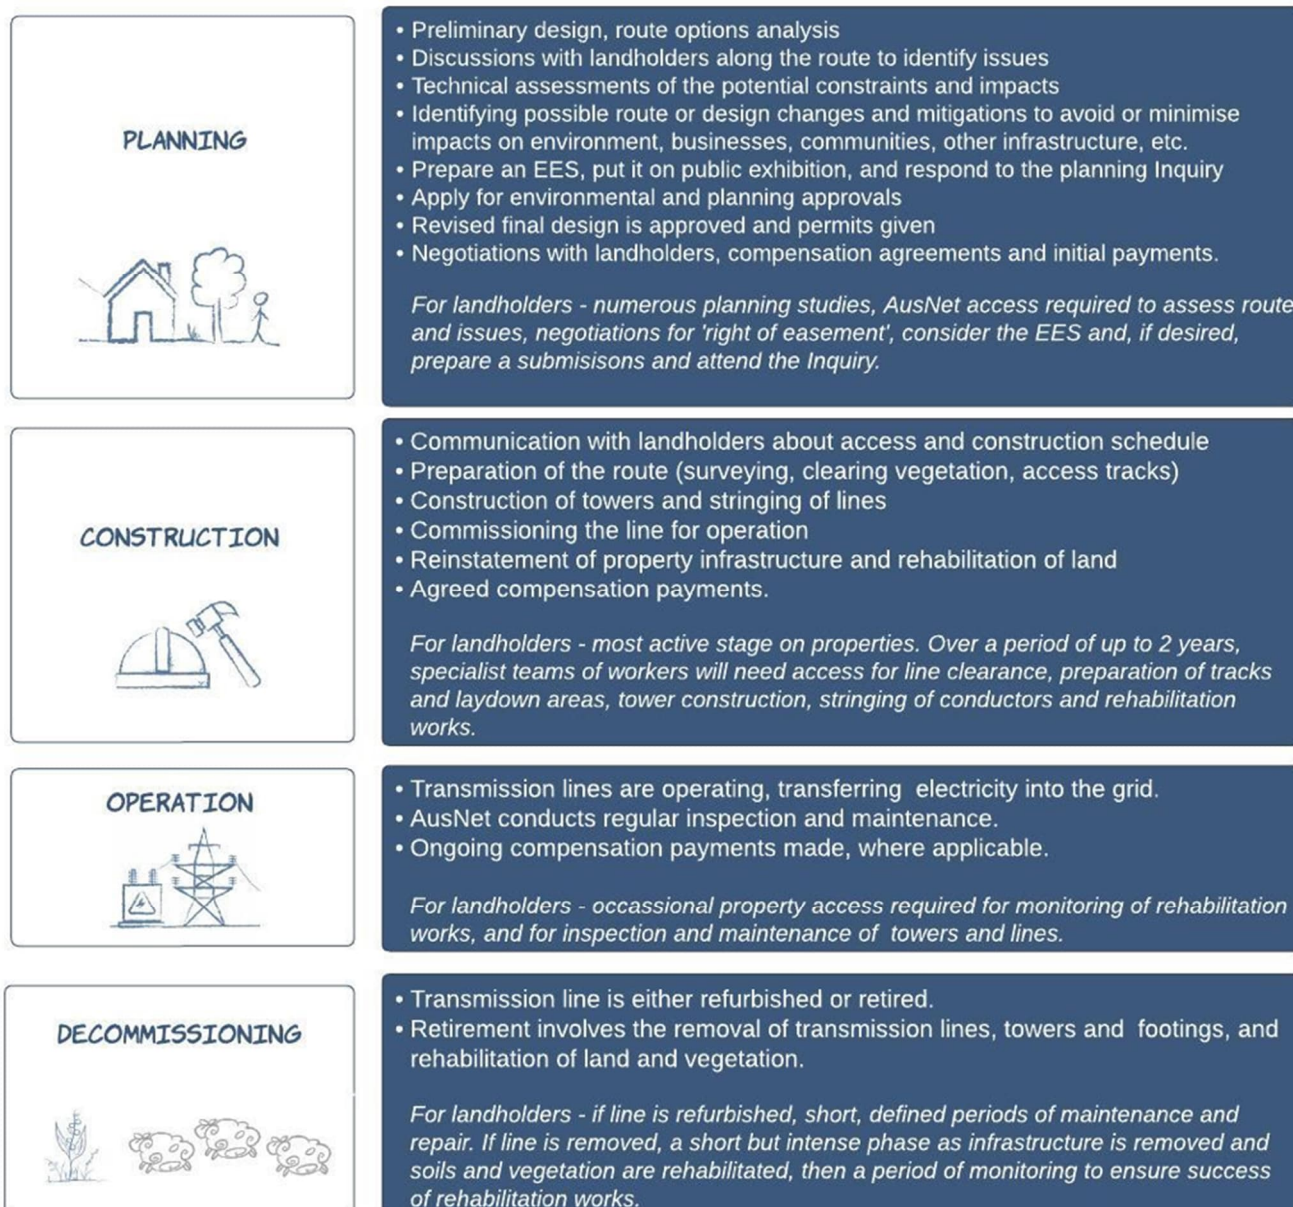 PLANNING
• Preliminary design, route options analysis
• Discussions with landholders along the route to identify issues
• Technical assessments of the potential constraints and impacts
• Identifying possible route or design changes and mitigations to avoid or minimise
impacts on environment, businesses, communities, other infrastructure, etc.
• Prepare an EES, put it on public exhibition, and respond to the planning Inquiry
• Apply for environmental and planning approvals
• Revised final design is approved and permits given
• Negotiations with landholders, compensation agreements and initial payments.
For landholders - numerous planning studies, AusNet access required to assess route
and issues, negotiations for 'right of easement', consider the EES and, if desired,
prepare a submisisons and attend the Inquiry.
CONSTRUCTION
• Communication with landholders about access and construction schedule
• Preparation of the route (surveying, clearing vegetation, access tracks)
• Construction of towers and stringing of lines
• Commissioning the line for operation
• Reinstatement of property infrastructure and rehabilitation of land
• Agreed compensation payments.
For landholders - most active stage on properties. Over a period of up to 2 years,
specialist teams of workers will need access for line clearance, preparation of tracks
and laydown areas, tower construction, stringing of conductors and rehabilitation
works.
OPERATION
• Transmission lines are operating, transferring  electricity into the grid.
• AusNet conducts regular inspection and maintenance.
• Ongoing compensation payments made, where applicable.
For landholders - occassional property access required for monitoring of rehabilitation
works, and for inspection and maintenance of  towers and lines.
DECOMMISSIONING
• Transmission line is either refurbished or retired.
• Retirement involves the removal of transmission lines, towers and  footings, and
rehabilitation of land and vegetation.
For landholders - if line is refurbished, short, defined periods of maintenance and
repair. If line is removed, a short but intense phase as infrastructure is removed and
soils and vegetation are rehabilitated, then a period of monitoring to ensure success
of rehabilitation works.